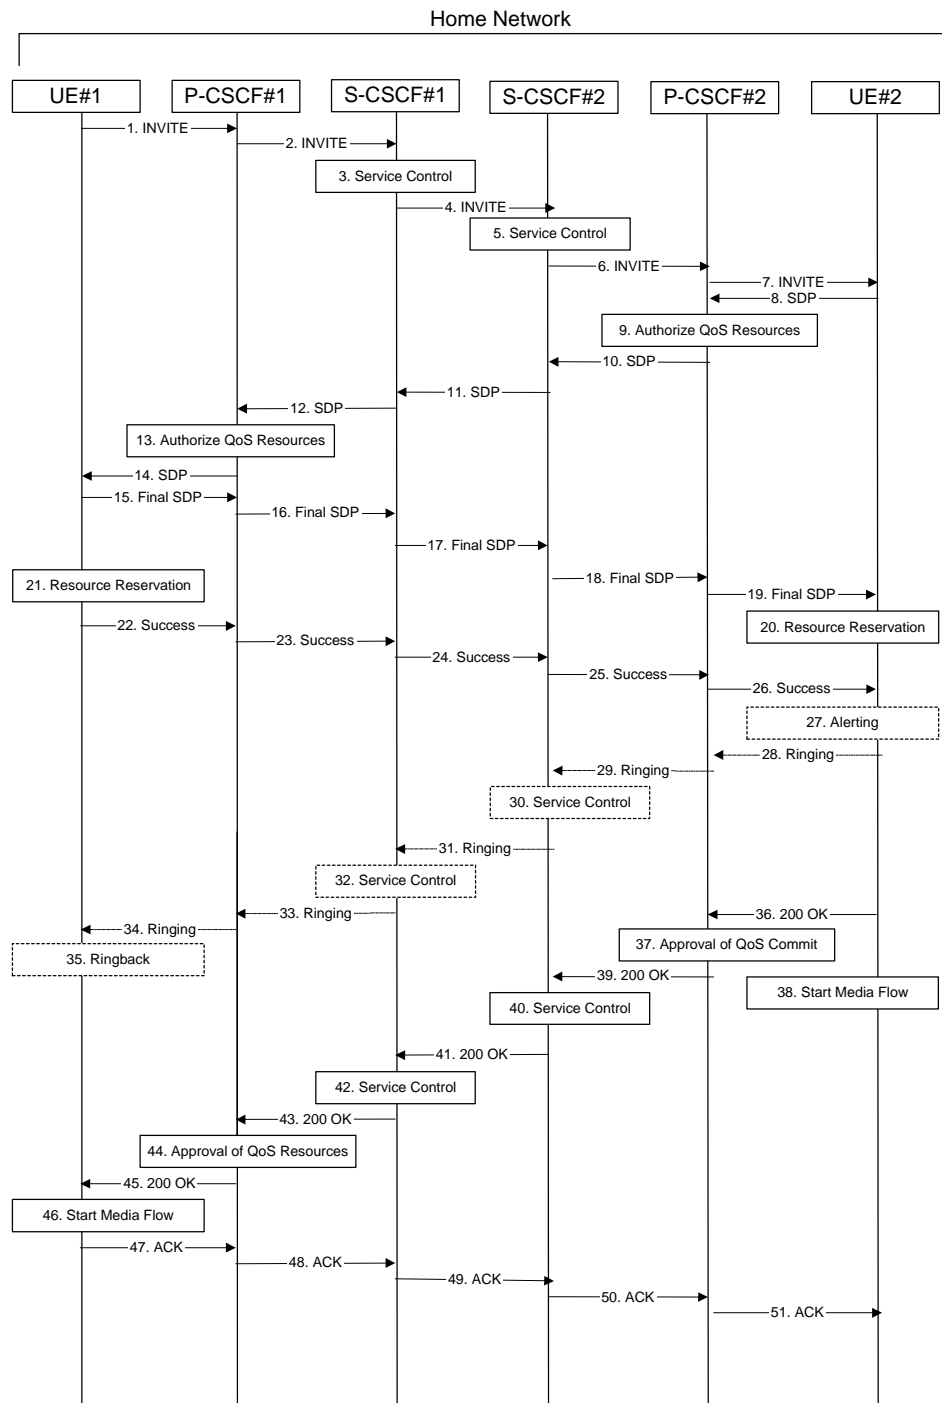 Home Network
UE#1
P-CSCF#1
S-CSCF#1
S-CSCF#2
P-CSCF#2
UE#2
1. INVITE
2. INVITE
3. Service Control
4. INVITE
5. Service Control
6. INVITE
7. INVITE
8. SDP
9. Authorize QoS Resources
10. SDP
11. SDP
12. SDP
13. Authorize QoS Resources
14. SDP
15. Final SDP
16. Final SDP
17. Final SDP
18. Final SDP
21. Resource Reservation
19. Final SDP
22. Success
20. Resource Reservation
23. Success
24. Success
25. Success
26. Success
27. Alerting
28. Ringing
29. Ringing
30. Service Control
31. Ringing
32. Service Control
33. Ringing
36. 200 OK
34. Ringing
37. Approval of QoS Commit
35. Ringback
39. 200 OK
38. Start Media Flow
40. Service Control
41. 200 OK
42. Service Control
43. 200 OK
44. Approval of QoS Resources
45. 200 OK
46. Start Media Flow
47. ACK
48. ACK
49. ACK
50. ACK
51. ACK